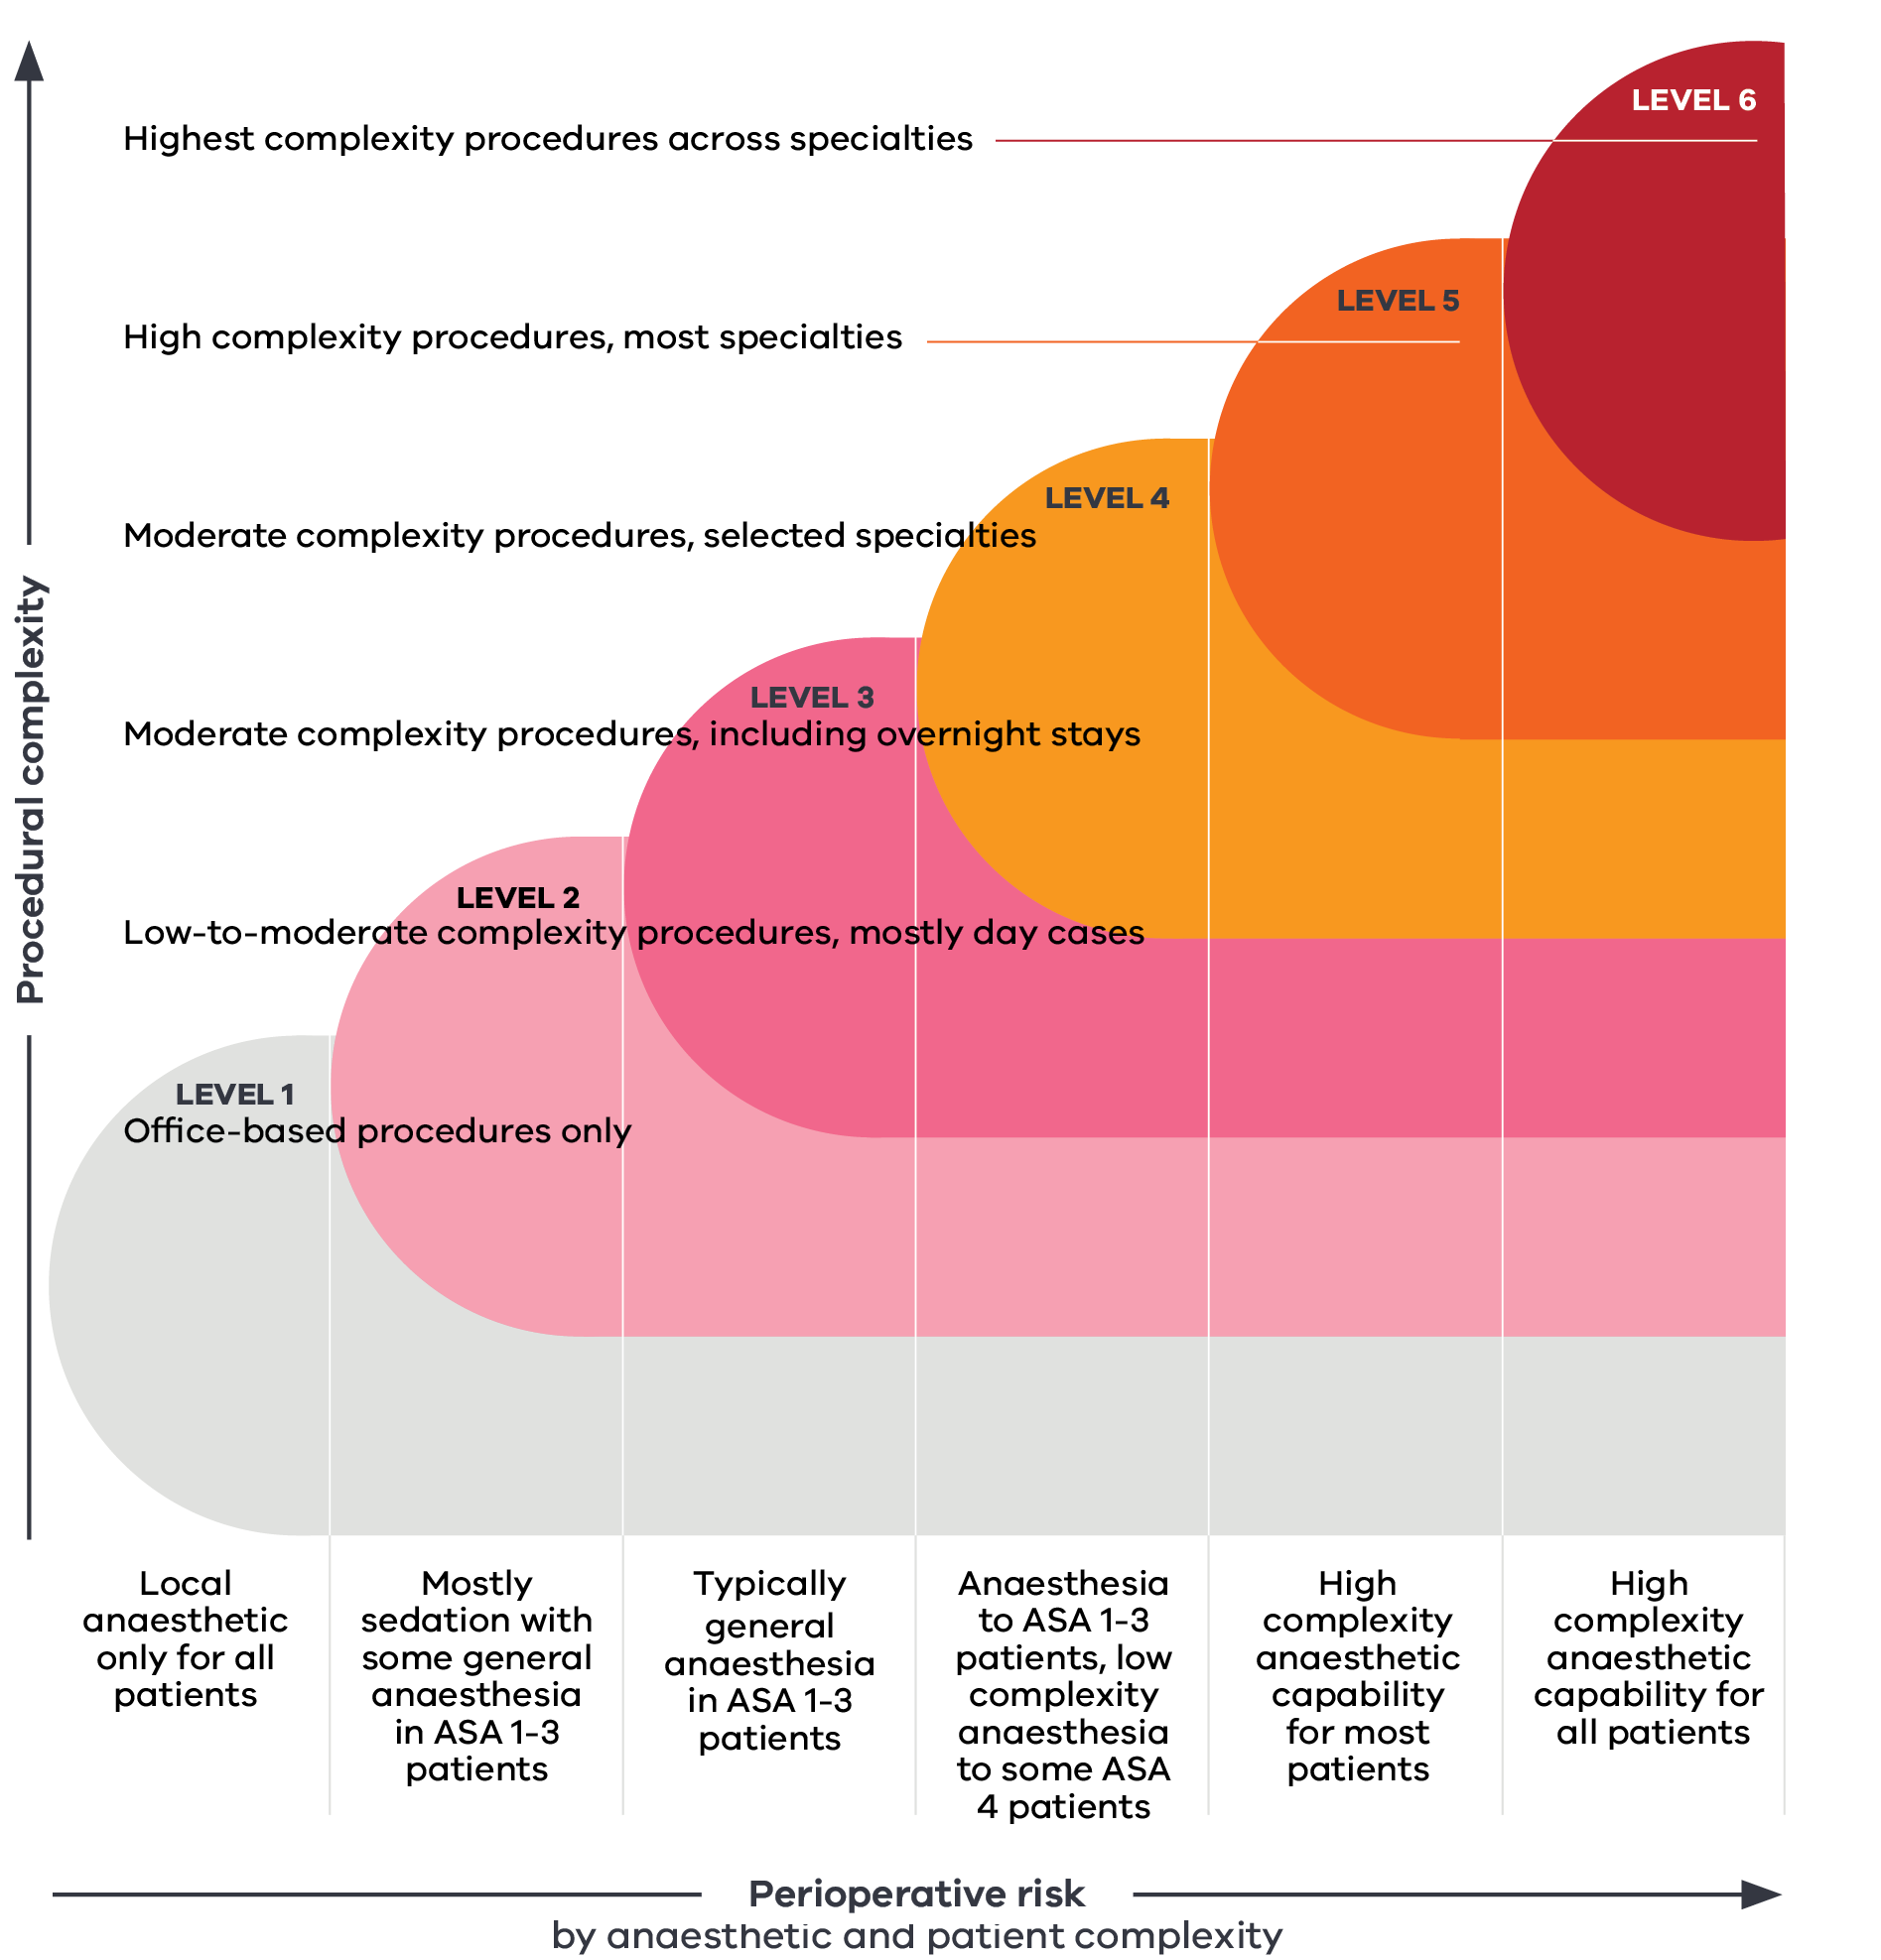 LEVEL 6
Highest complexity procedures across specialties
LEVEL 5
High complexity procedures, most specialties
LEVEL 4
Moderate complexity procedures, selected specialties
LEVEL 3
Moderate complexity procedures, including overnight stays
LEVEL 2
Low-to-moderate complexity procedures, mostly day cases
LEVEL 1
Office-based procedures only
Procedural complexity
Local
anaesthetic
only for all
patients
Mostly
sedation with
some general
anaesthesia
in ASA 1-3
patients
Typically
general
anaesthesia
in ASA 1-3
patients
Anaesthesia
to ASA 1-3
patients, low
complexity
anaesthesia
to some ASA
4 patients
High
complexity
anaesthetic
capability
for most
patients
High
complexity
anaesthetic
capability for
all patients
Perioperative risk
by anaesthetic and patient complexity